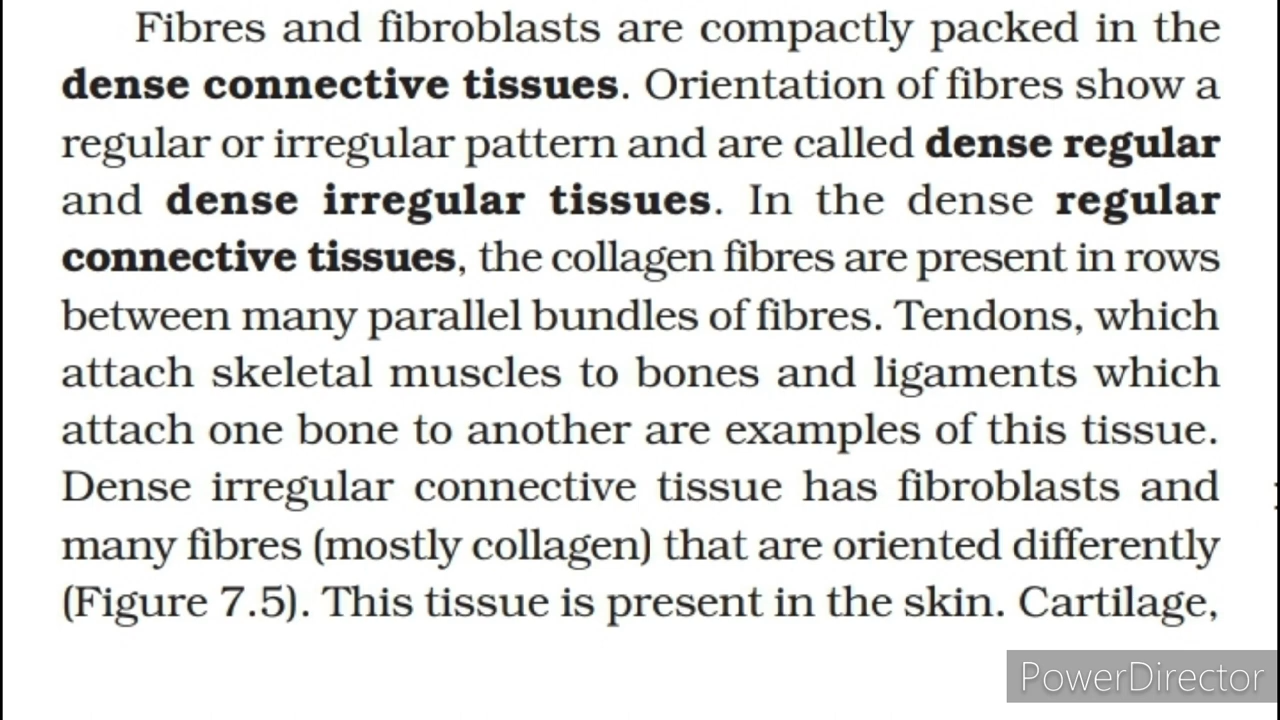 Fibres and fibroblasts are compactly packed in the
dense connective tissues. Orientation of fibres show a
regular or irregular pattern and are called dense regular
and dense irregular tissues. In the dense regular
connective tissues, the collagen fibres are present in rows
between many parallel bundles of fibres. Tendons, which
attach skeletal muscles to bones and ligaments which
attach one bone to another are examples of this tissue.
Dense irregular connective tissue has fibroblasts and
many fibres (mostly collagen) that are oriented differently
(Figure 7.5). This tissue is present in the skin. Cartilage,
PowerDirector